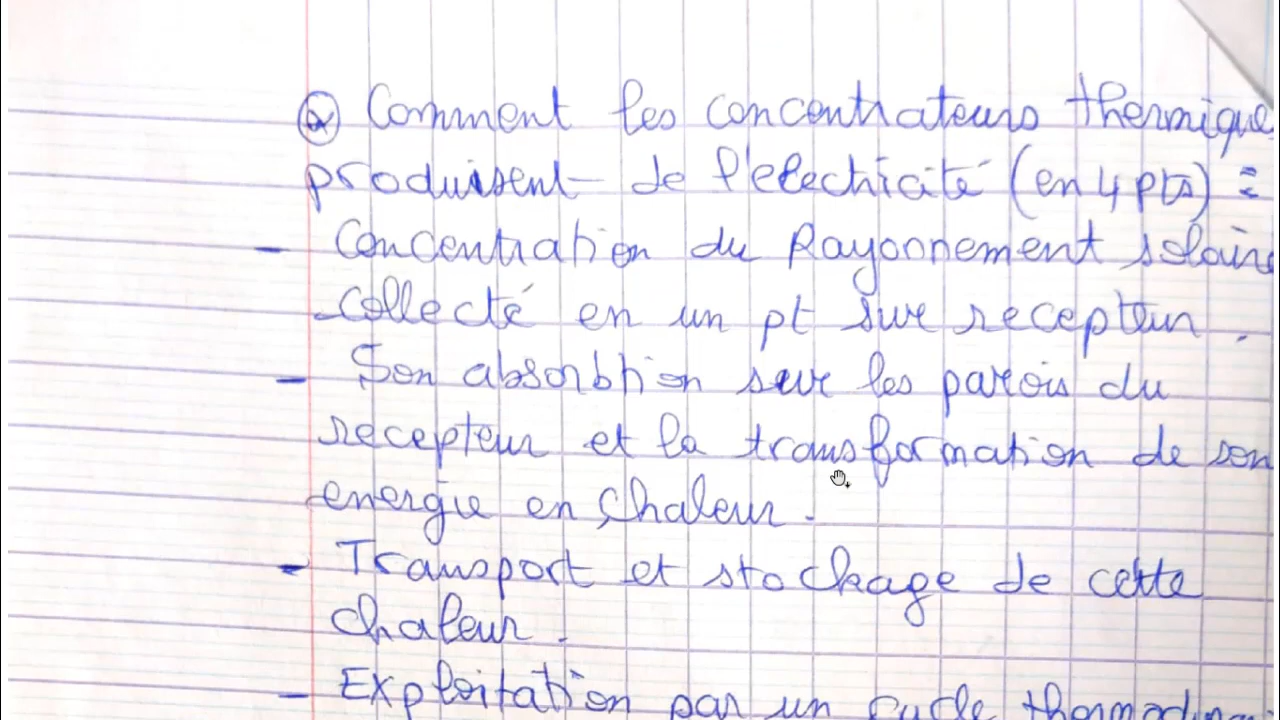 Comment les concentrateurs thermique
produisent de l'électricité (en 4 pts) :
- Concentration du Rayonnement solaire
collecté en un pt sur recepteur.
- Son absorbtion sur les parois du
recepteur et la transformation de son
energie en chaleur.
- Transport et stockage de cette
chaleur.
- Exploitation par un cycle